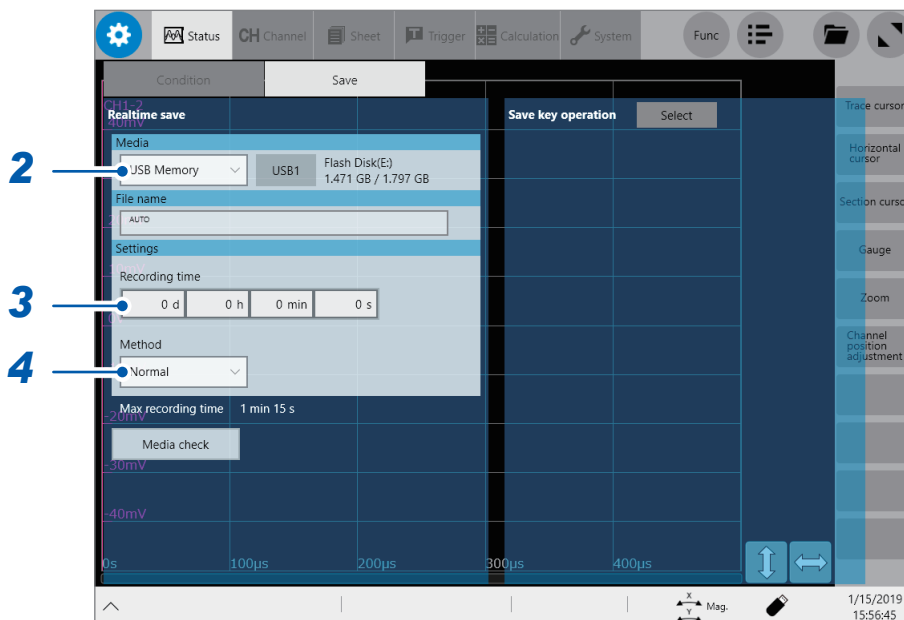 Status
CH Channel
Sheet
Trigger
Calculation
System
Func
Condition
Save
CH1-2
40mV
Realtime save
Save key operation
Select
Trace cursor
Media
2
USB Memory
USB1
Flash Disk(E:)
1.471 GB / 1.797 GB
Horizontal
cursor
File name
AUTO
Section curso
Settings
Gauge
Recording time
3
0 d
0 h
0 min
0 s
Zoom
Method
Channel
position
adjustment
4
Normal
Max recording time 1 min 15 s
-20mV
Media check
-30mV
-40mV
0s
100µs
200µs
300µs
400µs
X
Y
Mag.
1/15/2019
15:56:45